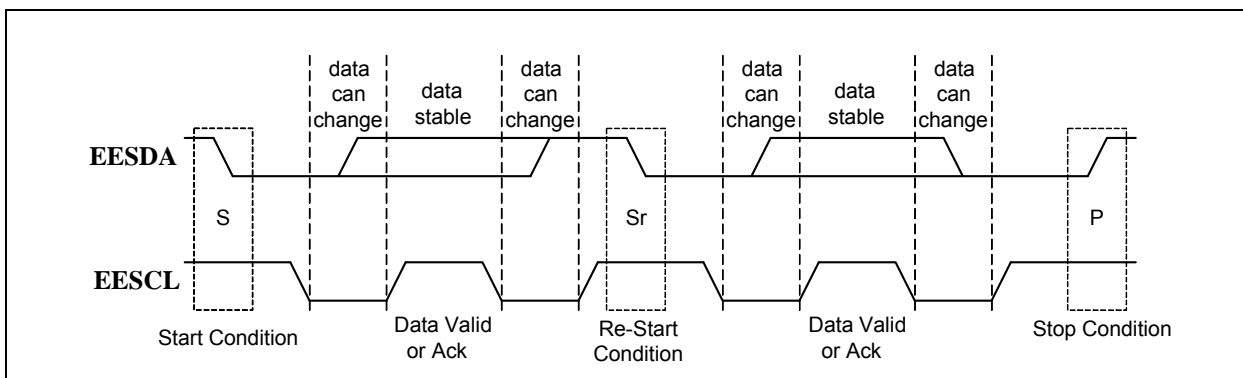 data
can
change
data
stable
data
can
change
data
can
change
data
stable
data
can
change
EESDA
S
Sr
P
EESCL
Start Condition
Data Valid
or Ack
Re-Start
Condition
Data Valid
or Ack
Stop Condition